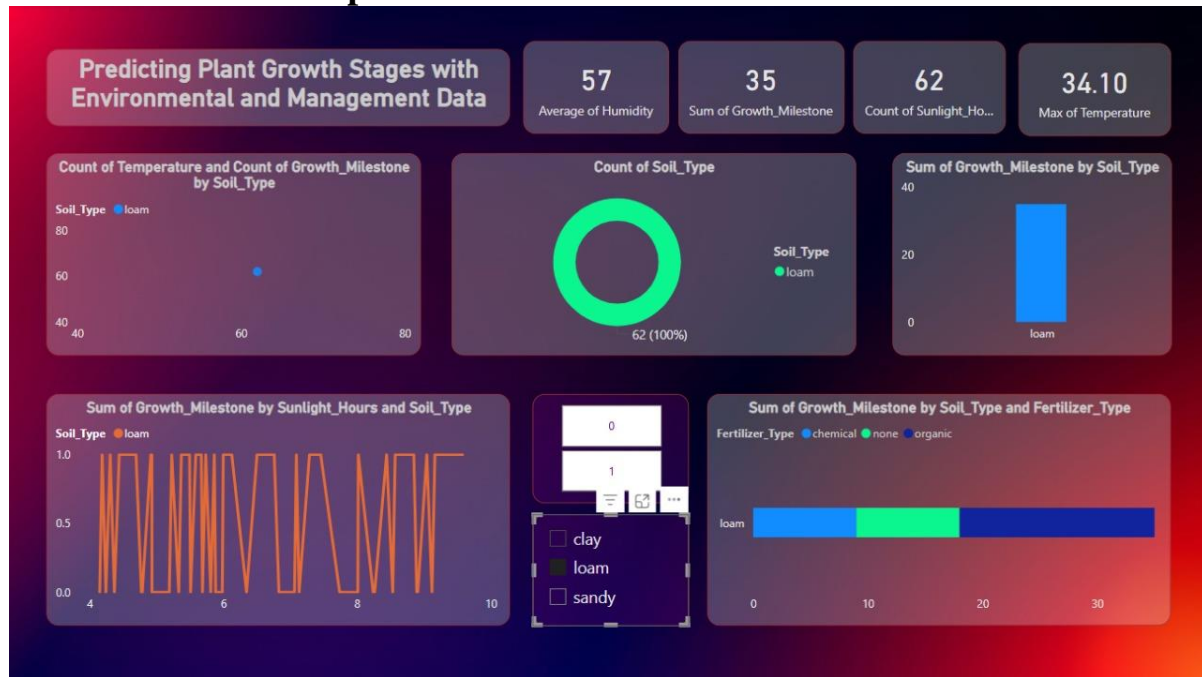 Predicting Plant Growth Stages with
Environmental and Management Data
57
Average of Humidity
35
Sum of Growth_Milestone
62
Count of Sunlight_Ho...
34.10
Max of Temperature
Count of Temperature and Count of Growth_Milestone
by Soil_Type
Soil_Type loam
80
60
40
40 60 80
Count of Soil_Type
Soil_Type
loam
62 (100%)
Sum of Growth_Milestone by Soil_Type
40
20
0
loam
Sum of Growth_Milestone by Sunlight_Hours and Soil_Type
Soil_Type loam
1.0
0.5
0.0
4 6 8 10
0
1
clay
loam
sandy
Sum of Growth_Milestone by Soil_Type and Fertilizer_Type
Fertilizer_Type chemical none organic
loam
0 10 20 30